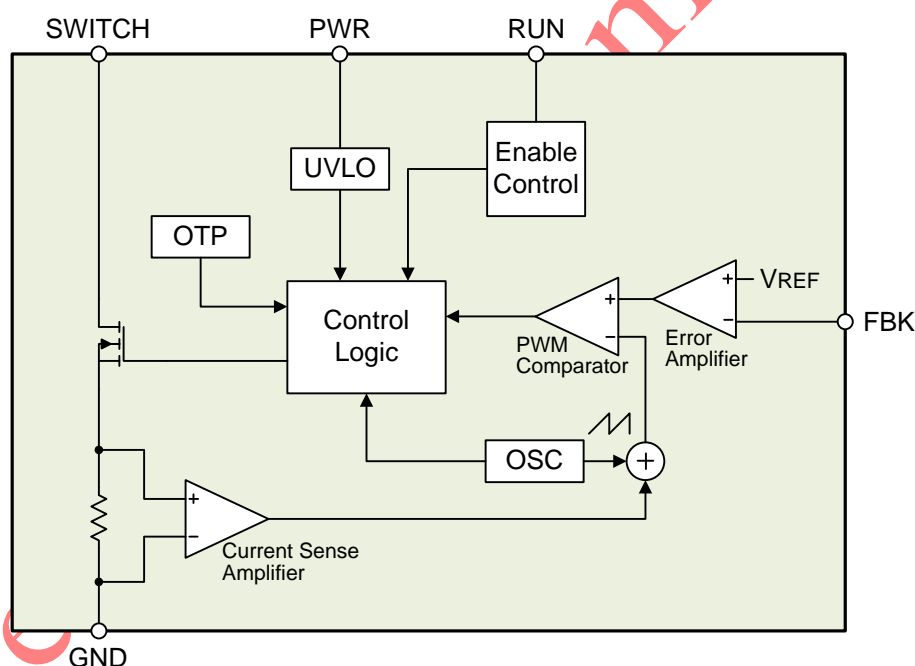 SWITCH PWR RUN
Enable
Control
UVLO
OTP
Control
Logic
+
−
PWM
Comparator
+
−
Error
Amplifier
VREF
FBK
OSC
+
+
−
Current Sense
Amplifier
GND